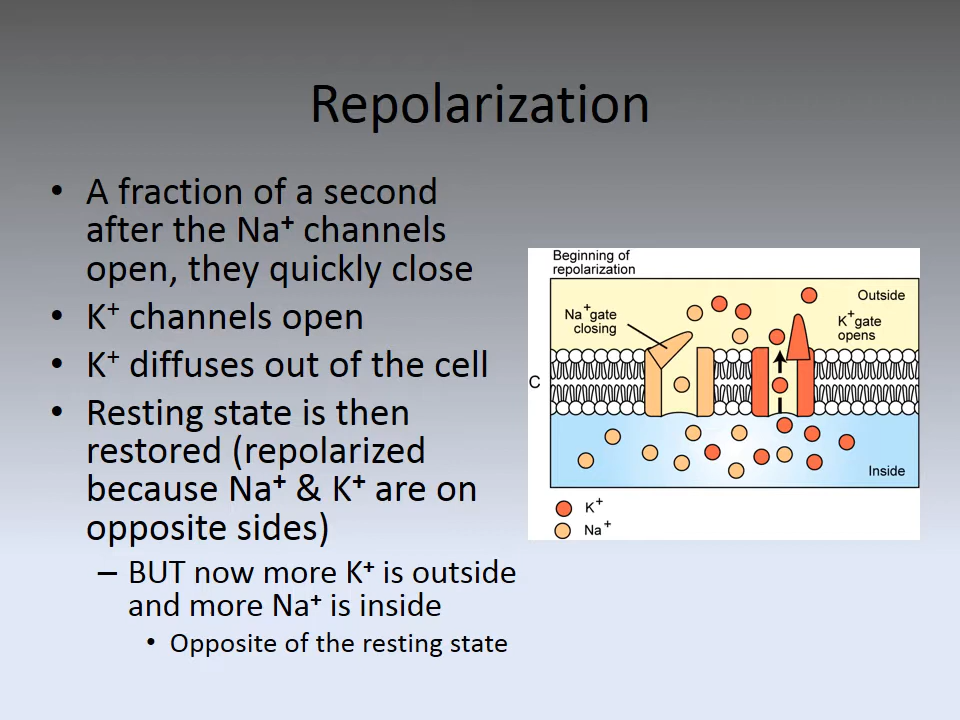 Repolarization
• A fraction of a second
after the Na⁺ channels
open, they quickly close
• K⁺ channels open
• K⁺ diffuses out of the cell
• Resting state is then
restored (repolarized
because Na⁺ & K⁺ are on
opposite sides)
– BUT now more K⁺ is outside
and more Na⁺ is inside
• Opposite of the resting state
Beginning of
repolarization
Outside
Na⁺gate
closing
K⁺gate
opens
C
Inside
K⁺
Na⁺